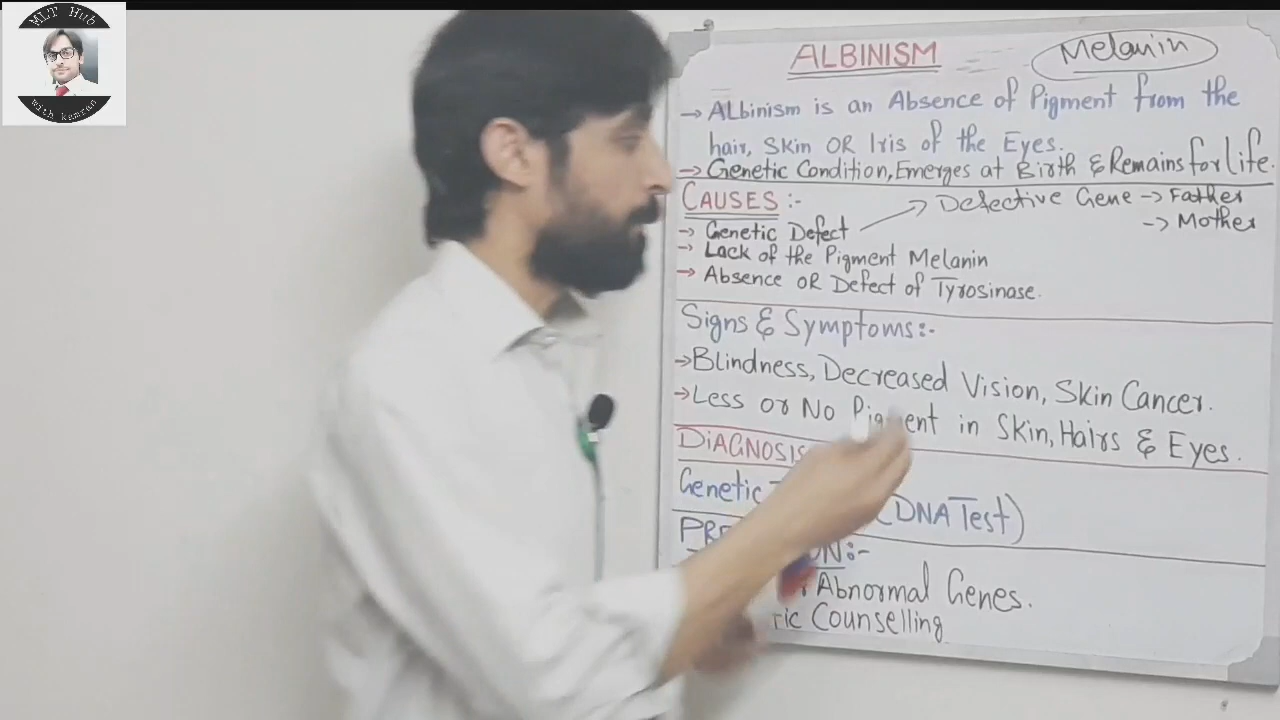 MLT Hub
with kamran
ALBINISM
Melanin
→ ALbinism is an Absence of Pigment from the
hair, Skin OR Iris of the Eyes.
→ Genetic Condition, Emerges at Birth & Remains for life.
CAUSES :-
→ Genetic Defect → Defective Gene → Father
→ Mother
→ Lack of the Pigment Melanin
→ Absence OR Defect of Tyrosinase.
Signs & Symptoms:-
→ Blindness, Decreased Vision, Skin Cancer.
→ Less or No Pigment in Skin, Hairs & Eyes.
DiAGNOSIS
Genetic (DNA Test)
ON:-
Abnormal Genes.
tic Counselling